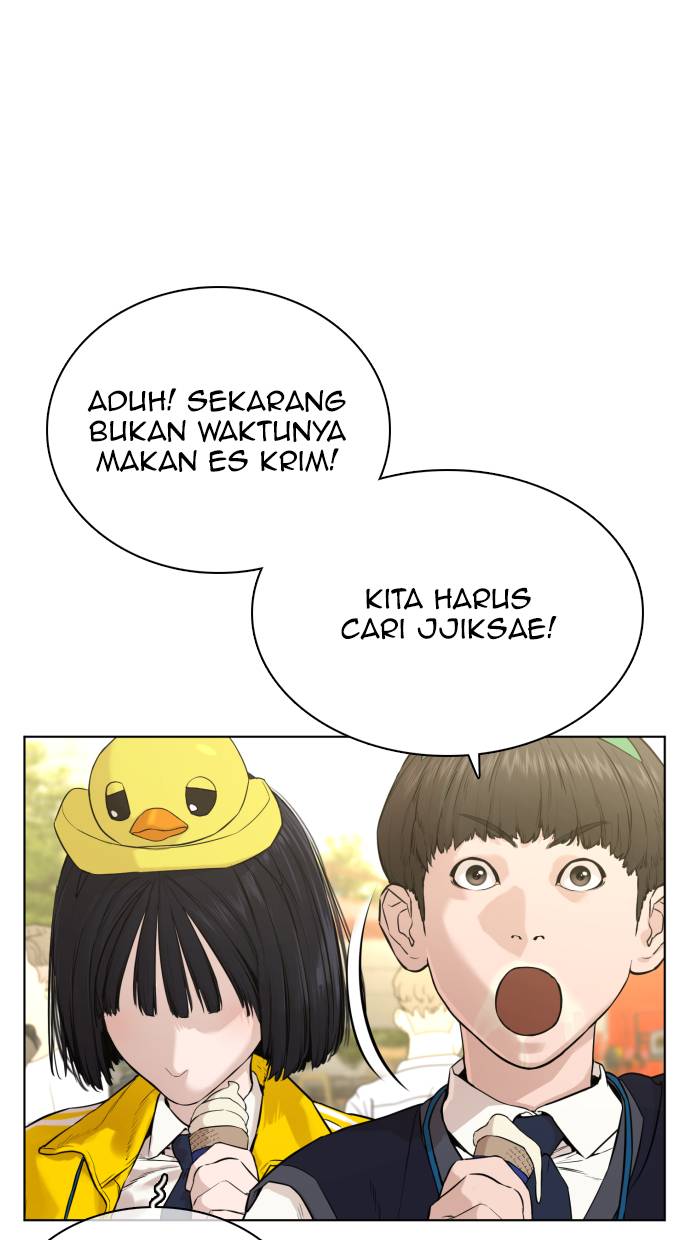 ADUH! SEKARANG
BUKAN WAKTUNYA
MAKAN ES KRIM!
KITA HARUS
CARI JJIKSAE!